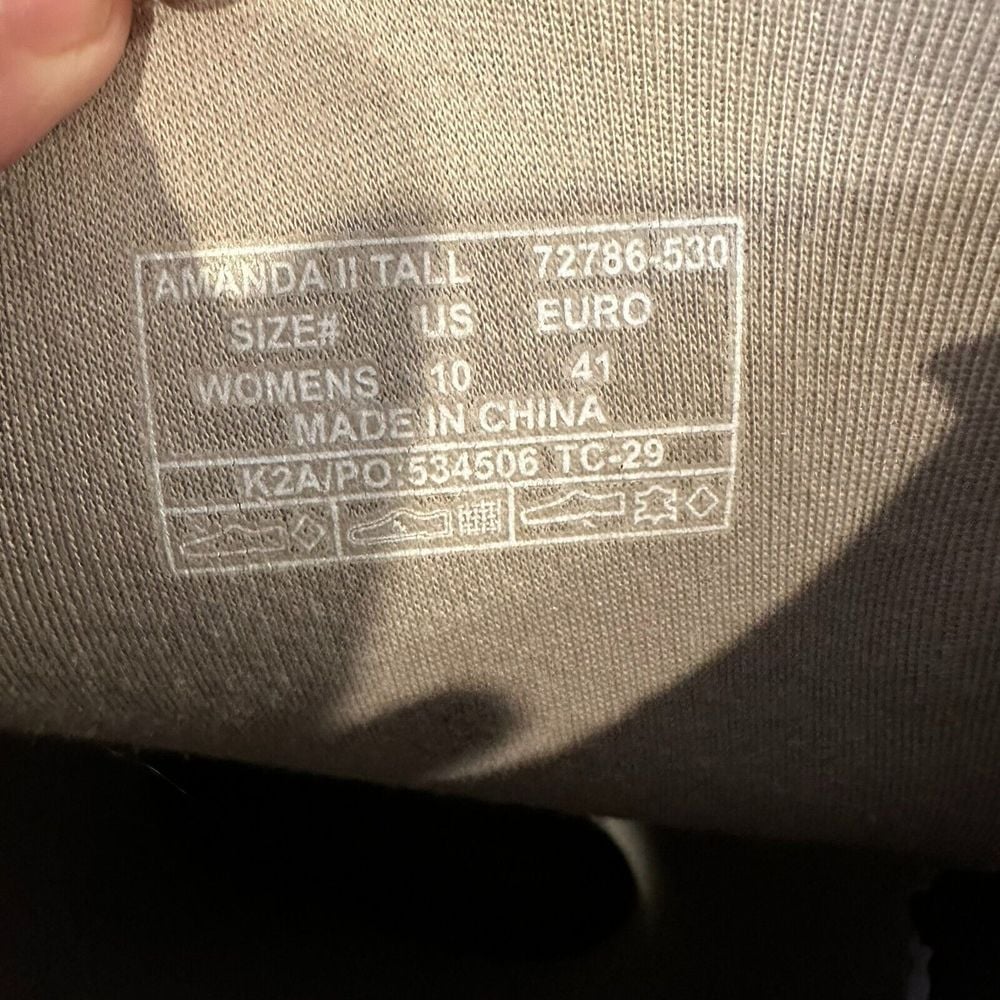 AMANDA II TALL 72786-530
SIZE# US EURO
WOMENS 10 41
MADE IN CHINA
K2A/PO:534506 TC-29